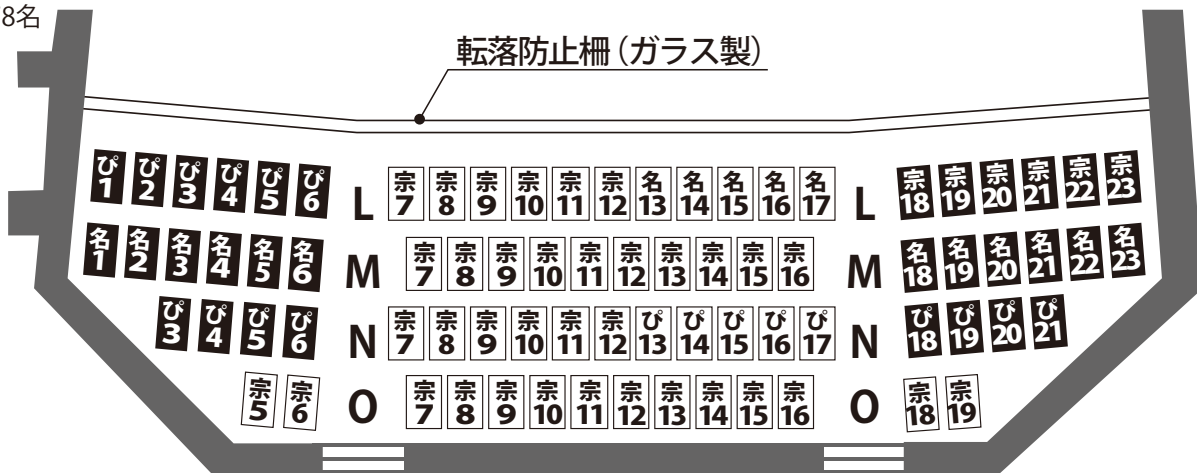 8名
転落防止柵（ガラス製）
ぴ1 ぴ2 ぴ3 ぴ4 ぴ5 ぴ6 L 宗7 宗8 宗9 宗10 宗11 宗12 名13 名14 名15 名16 名17 L 宗18 宗19 宗20 宗21 宗22 宗23
名1 名2 名3 名4 名5 名6 M 宗7 宗8 宗9 宗10 宗11 宗12 宗13 宗14 宗15 宗16 M 名18 名19 名20 名21 名22 名23
ぴ3 ぴ4 ぴ5 ぴ6 N 宗7 宗8 宗9 宗10 宗11 宗12 ぴ13 ぴ14 ぴ15 ぴ16 ぴ17 N ぴ18 ぴ19 ぴ20 ぴ21
宗5 宗6 O 宗7 宗8 宗9 宗10 宗11 宗12 宗13 宗14 宗15 宗16 O 宗18 宗19